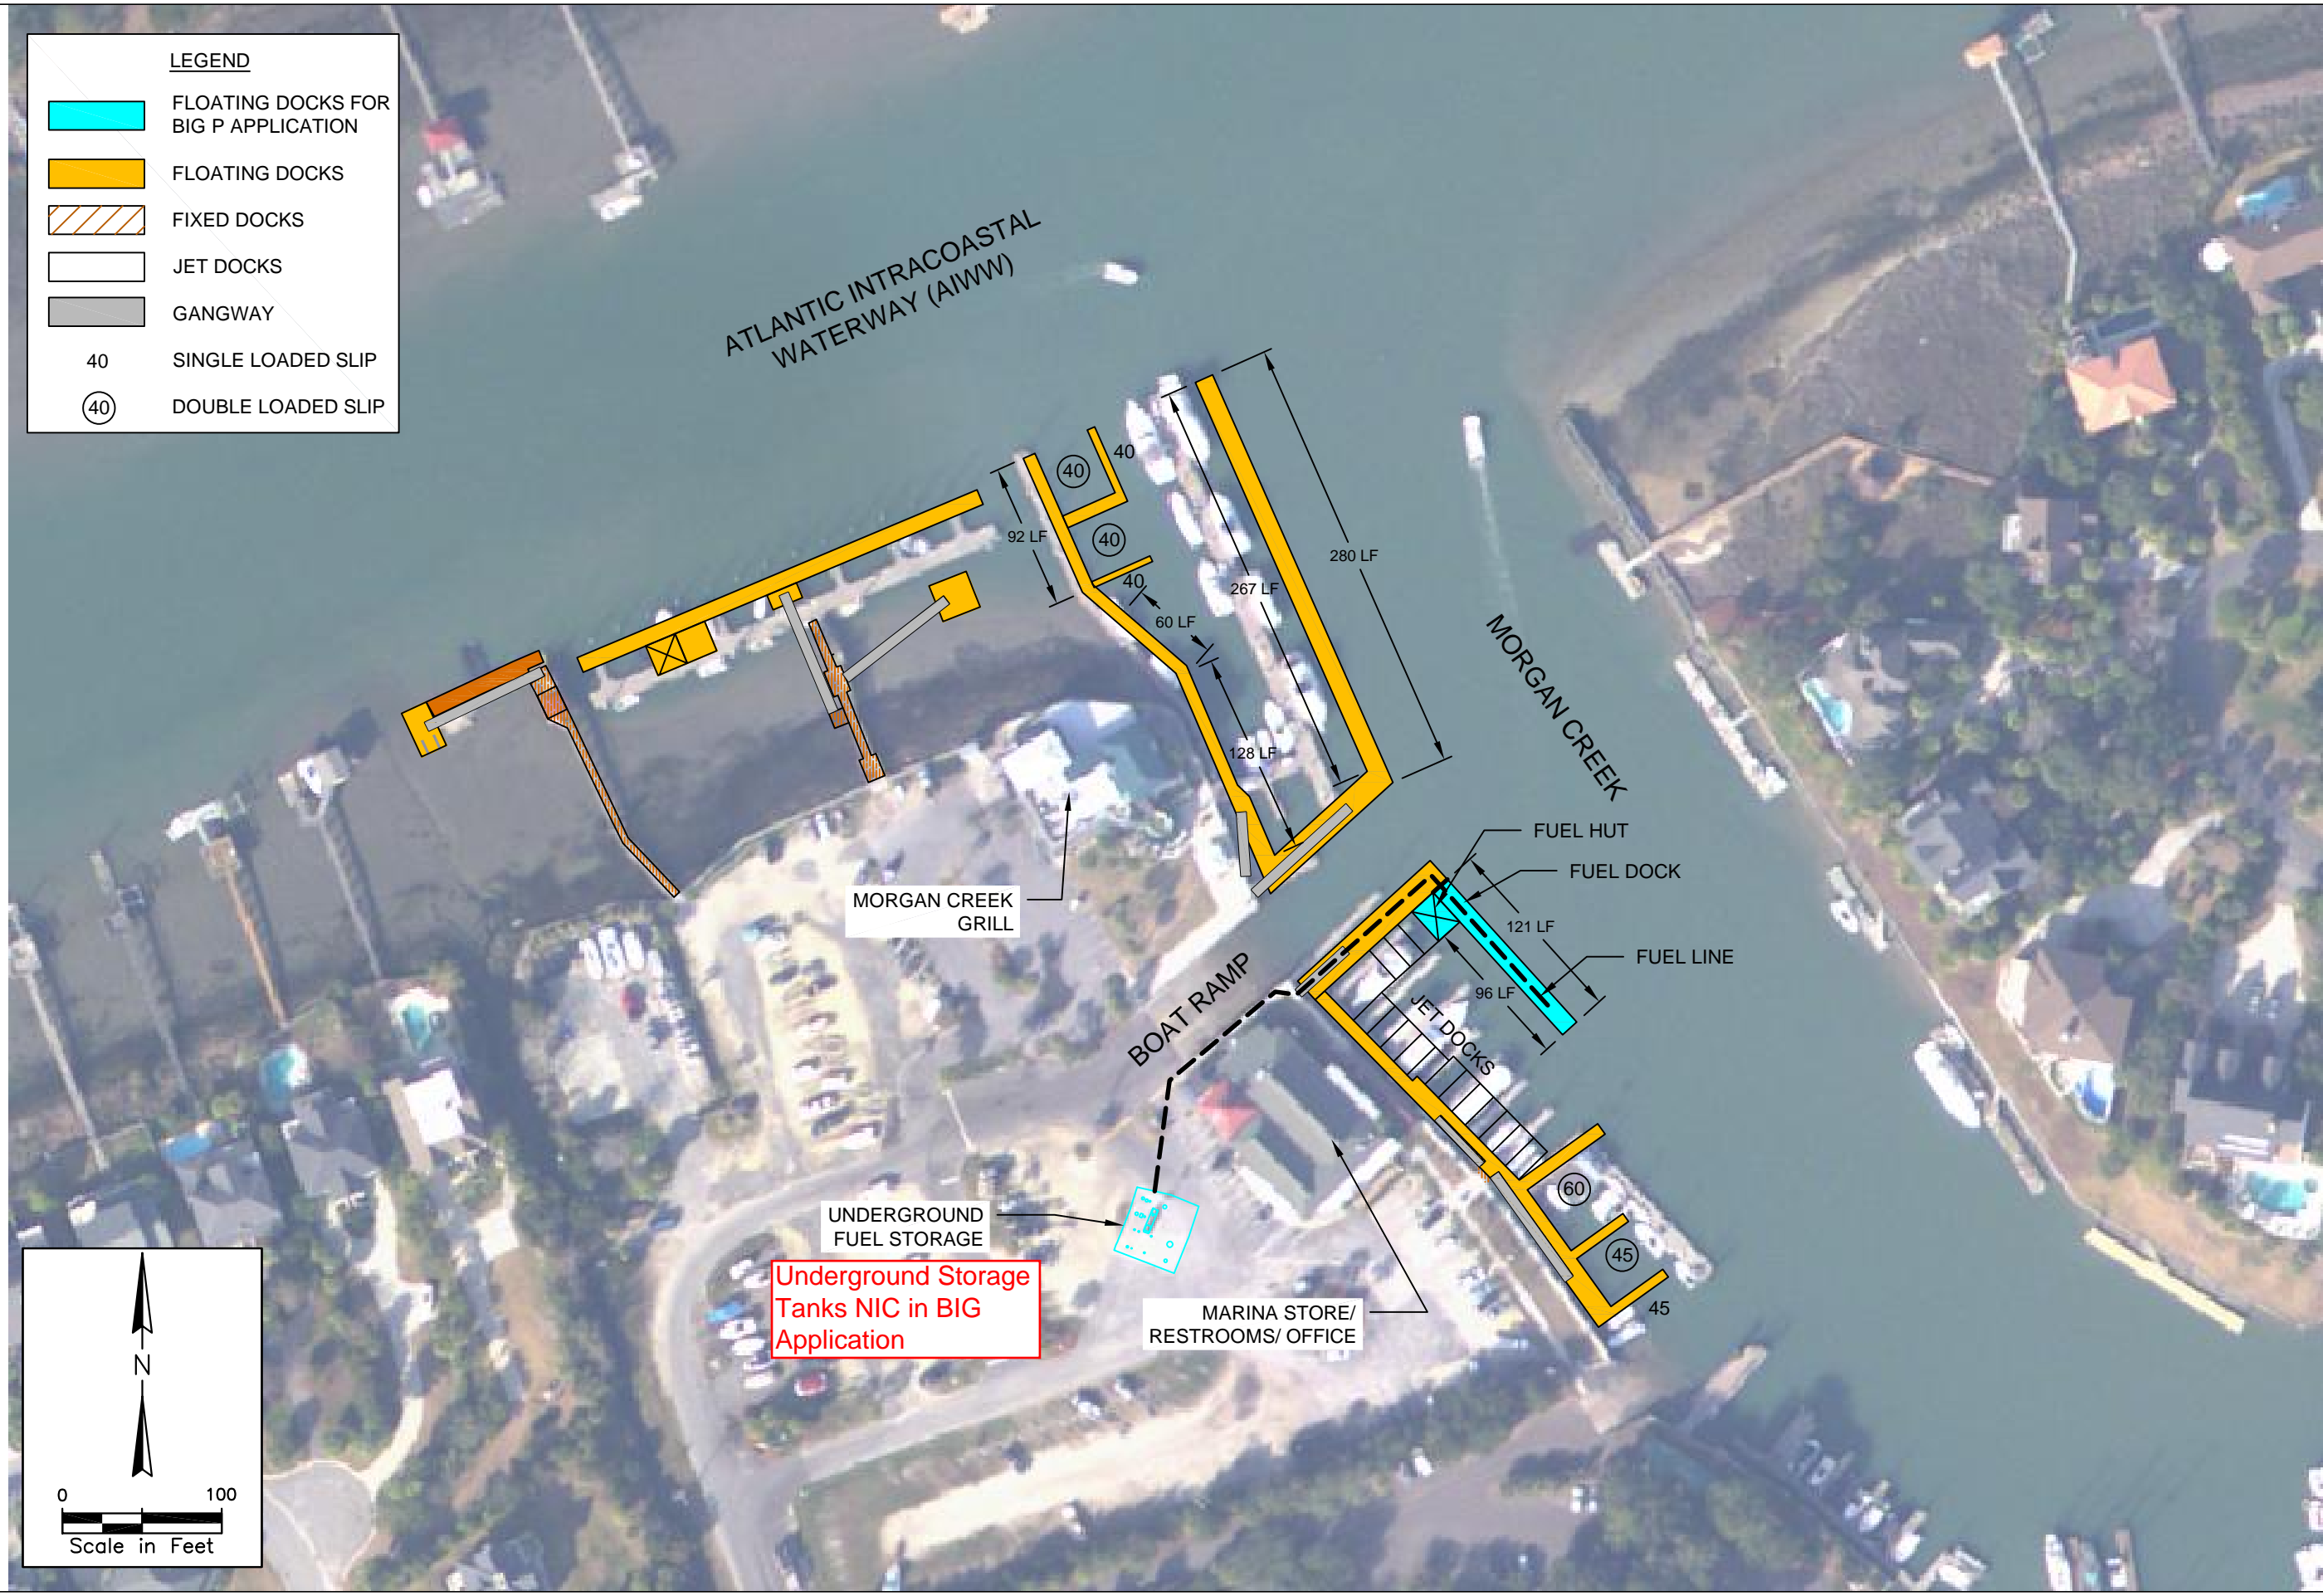 LEGEND
FLOATING DOCKS FOR
BIG P APPLICATION
FLOATING DOCKS
FIXED DOCKS
JET DOCKS
GANGWAY
40 SINGLE LOADED SLIP
40 DOUBLE LOADED SLIP
ATLANTIC INTRACOASTAL
WATERWAY (AIWW)
40
40
92 LF
40
40
60 LF
280 LF
267 LF
128 LF
MORGAN CREEK
MORGAN CREEK
GRILL
FUEL HUT
FUEL DOCK
121 LF
FUEL LINE
96 LF
JET DOCKS
BOAT RAMP
60
45
45
UNDERGROUND
FUEL STORAGE
Underground Storage
Tanks NIC in BIG
Application
MARINA STORE/
RESTROOMS/ OFFICE
N
0 100
Scale in Feet